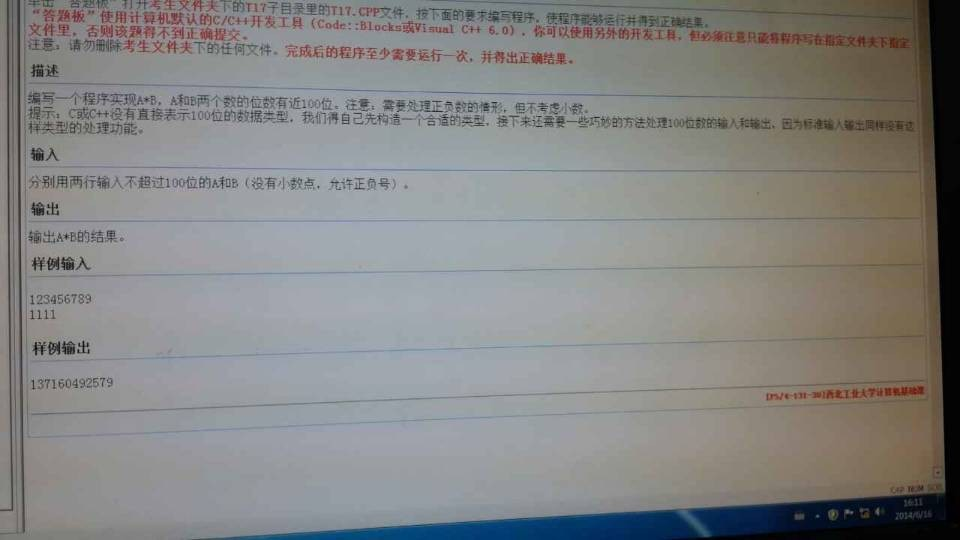 单击"答题板"打开考生文件夹下的T17子目录里的T17.CPP文件，按下面的要求编写程序，使程序能够运行并得到正确结果。
"答题板"使用计算机默认的C/C++开发工具（Code::Blocks或Visual C++ 6.0），你可以使用另外的开发工具，但必须注意只能将程序写在指定文件夹下指定
文件里，否则该题得不到正确提交。
注意：请勿删除考生文件夹下的任何文件。完成后的程序至少需要运行一次，并得出正确结果。
描述
编写一个程序实现A*B，A和B两个数的位数有近100位。注意：需要处理正负数的情形，但不考虑小数。
提示：C或C++没有直接表示100位的数据类型，我们得自己先构造一个合适的类型，接下来还需要一些巧妙的方法处理100位数的输入和输出，因为标准输入输出同样没有这
样类型的处理功能。
输入
分别用两行输入不超过100位的A和B（没有小数点，允许正负号）。
输出
输出A*B的结果。
样例输入
123456789
1111
样例输出
137160492579
西北工业大学计算机基础课
CAP NUM SCRL
16:11
2014/6/16